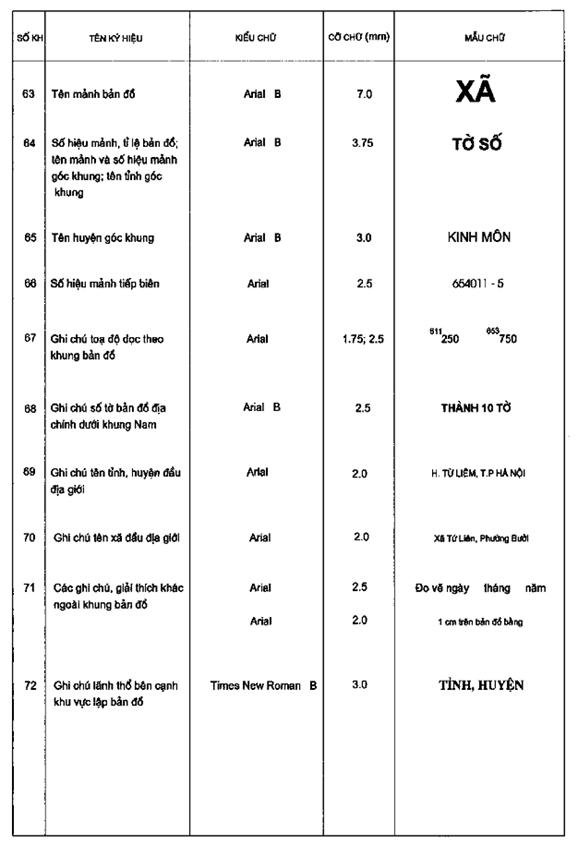 SỐ KH TÊN KÝ HIỆU KIỂU CHỮ CỠ CHỮ (mm) MẪU CHỮ
63 Tên mảnh bản đồ Arial B 7.0 XÃ
64 Số hiệu mảnh, tỉ lệ bản đồ; Arial B 3.75 TỜ SỐ
tên mảnh và số hiệu mảnh
góc khung; tên tỉnh góc
khung
65 Tên huyện góc khung Arial B 3.0 KINH MÔN
66 Số hiệu mảnh tiếp biên Arial 2.5 654011 - 5
67 Ghi chú toạ độ dọc theo Arial 1.75; 2.5 611250 653750
khung bản đồ
68 Ghi chú số tờ bản đồ địa Arial B 2.5 THÀNH 10 TỜ
chính dưới khung Nam
69 Ghi chú tên tỉnh, huyện đầu Arial 2.0 H. TỪ LIÊM, T.P HÀ NỘI
địa giới
70 Ghi chú tên xã đầu địa giới Arial 2.0 Xã Tứ Liên, Phường Bưởi
71 Các ghi chú, giải thích khác Arial 2.5 Đo vẽ ngày tháng năm
ngoài khung bản đồ
Arial 2.0 1 cm trên bản đồ bằng
72 Ghi chú lãnh thổ bên cạnh Times New Roman B 3.0 TỈNH, HUYỆN
khu vực lập bản đồ